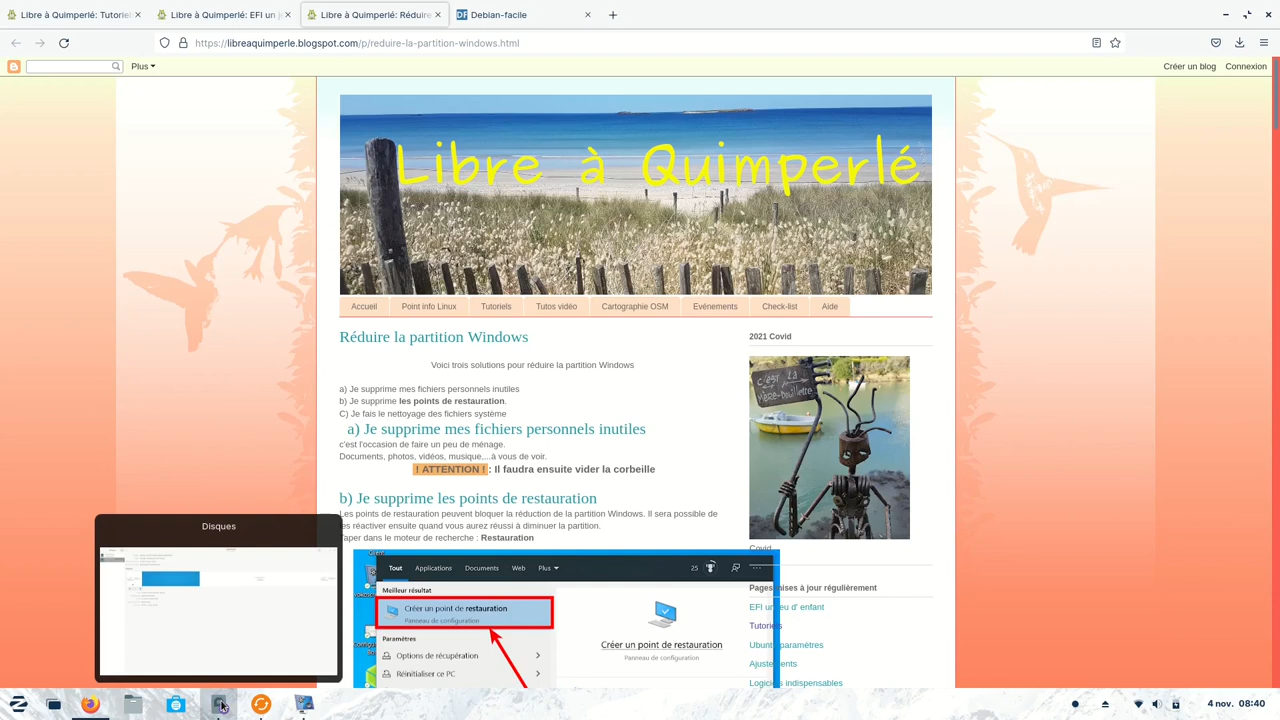 Libre à Quimperlé: Tutoriel
Libre à Quimperlé: EFI un je
Libre à Quimperlé: Réduire
DF Debian-facile
https://libreaquimperle.blogspot.com/p/reduire-la-partition-windows.html
Plus
Créer un blog
Connexion
Libre à Quimperlé
Accueil
Point info Linux
Tutoriels
Tutos vidéo
Cartographie OSM
Evénements
Check-list
Aide
Réduire la partition Windows
Voici trois solutions pour réduire la partition Windows
a) Je supprime mes fichiers personnels inutiles
b) Je supprime les points de restauration.
C) Je fais le nettoyage des fichiers système
a) Je supprime mes fichiers personnels inutiles
c'est l'occasion de faire un peu de ménage.
Documents, photos, vidéos, musique,...à vous de voir.
! ATTENTION ! : Il faudra ensuite vider la corbeille
b) Je supprime les points de restauration
Les points de restauration peuvent bloquer la réduction de la partition Windows. Il sera possible de
les réactiver ensuite quand vous aurez réussi à diminuer la partition.
Taper dans le moteur de recherche : Restauration
Tout
Applications
Documents
Web
Plus
25
...
Meilleur résultat
Créer un point de restauration
Panneau de configuration
Paramètres
Options de récupération
Réinitialiser ce PC
Créer un point de restauration
Panneau de configuration
2021 Covid
c'est la
Mère-Douillette
Covid
Pages mises à jour régulièrement
EFI un jeu d' enfant
Tutoriels
Ubuntu paramètres
Ajustements
Logiciels indispensables
Disques
4 nov. 08:40